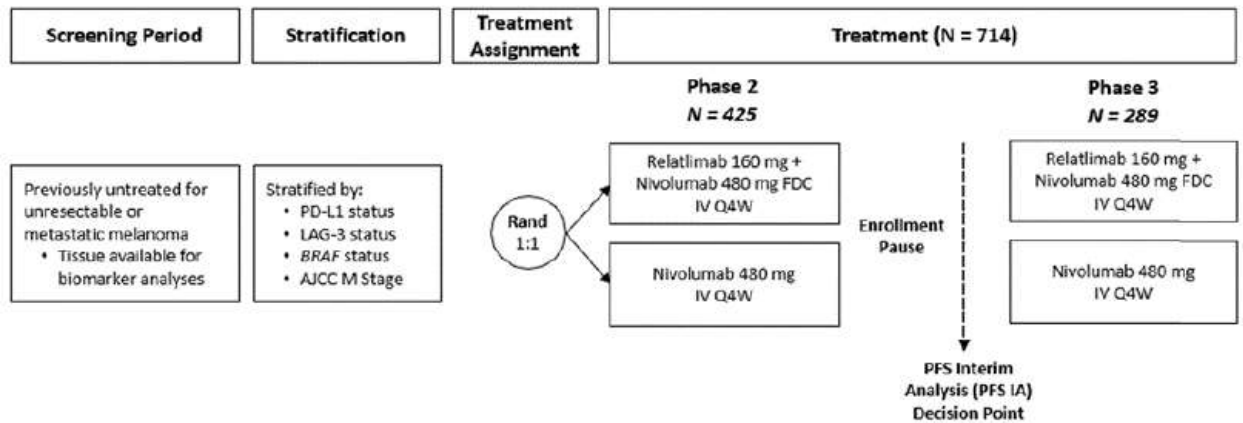 Screening Period
Stratification
Treatment
Assignment
Treatment (N = 714)
Phase 2
N = 425
Phase 3
N = 289
Previously untreated for
unresectable or
metastatic melanoma
• Tissue available for
biomarker analyses
Stratified by:
• PD-L1 status
• LAG-3 status
• BRAF status
• AJCC M Stage
Rand
1:1
Relatlimab 160 mg +
Nivolumab 480 mg FDC
IV Q4W
Nivolumab 480 mg
IV Q4W
Enrollment
Pause
PFS Interim
Analysis (PFS IA)
Decision Point
Relatlimab 160 mg +
Nivolumab 480 mg FDC
IV Q4W
Nivolumab 480 mg
IV Q4W